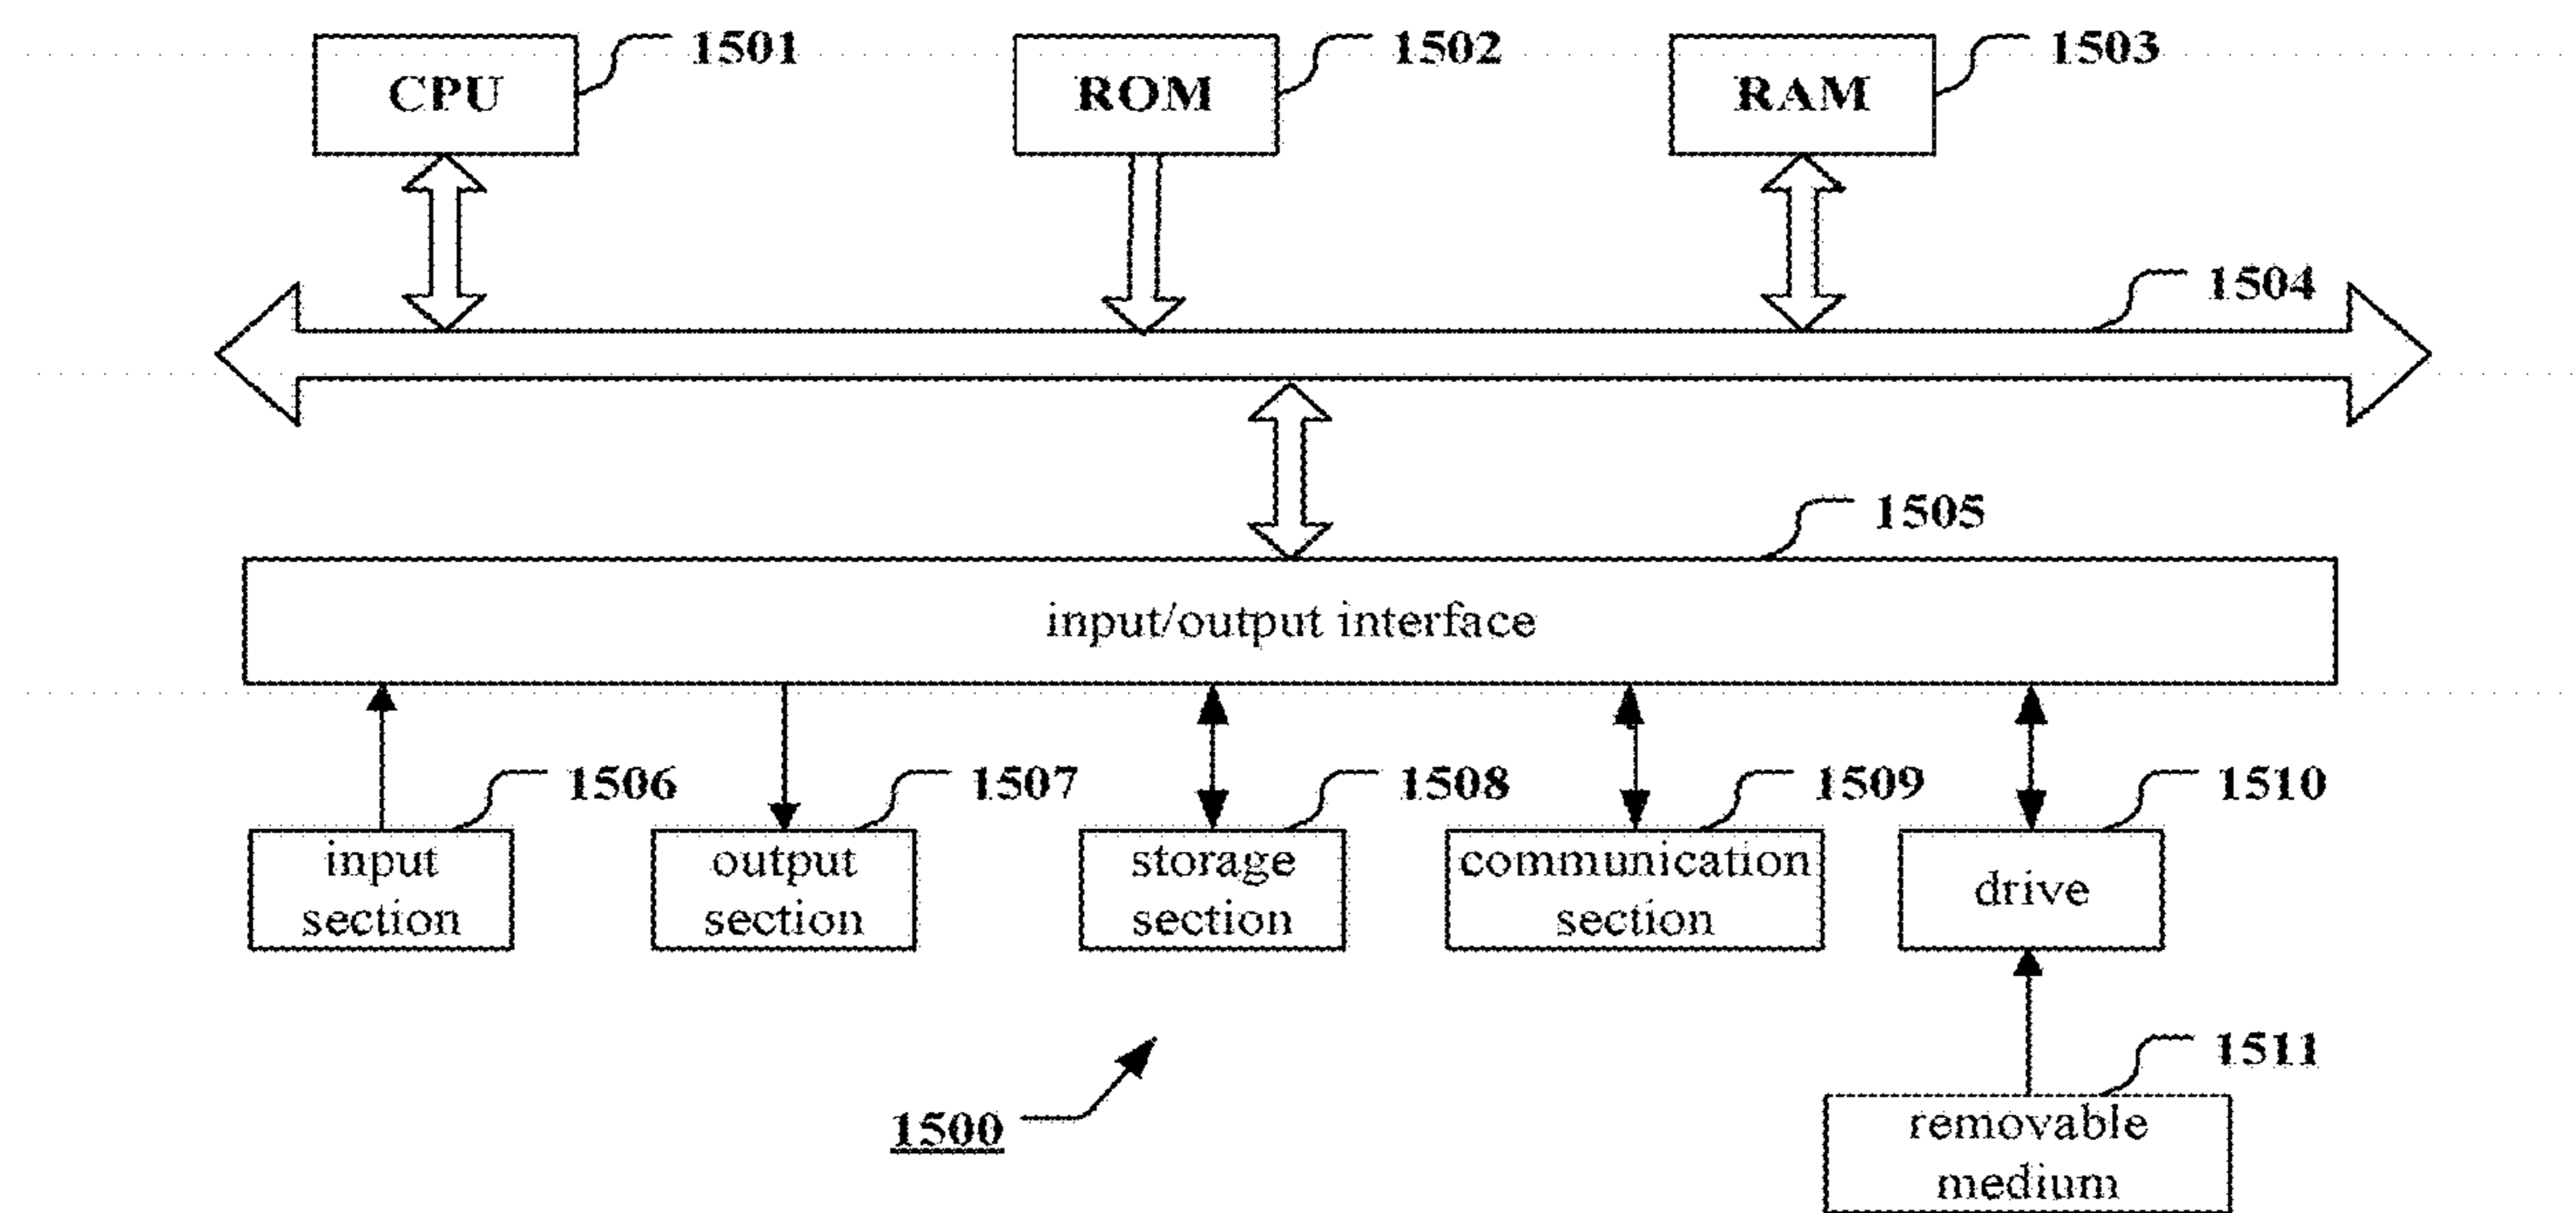 CPU
1501
ROM
1502
RAM
1503
1504
1505
input/output interface
1506
1507
1508
1509
1510
input
section
output
section
storage
section
communication
section
drive
1511
1500
removable
medium